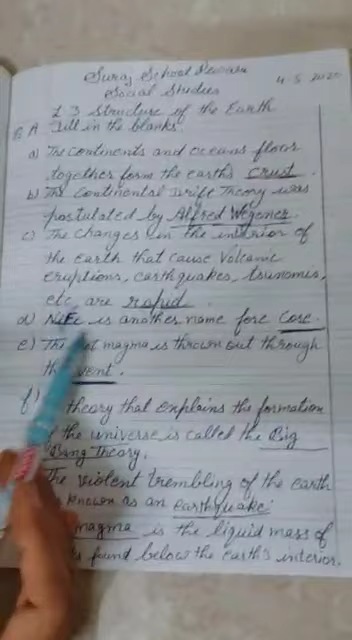 Suraj School Rewari
4-5-2020
Social Studies
L 3 Structure of the Earth
Q. A. Fill in the blanks.
a) The continents and oceans floor
together form the earth's crust.
b) The Continental Drift Theory was
postulated by Alfred Wegener.
c) The changes in the interior of
the Earth that cause volcanic
eruptions, earthquakes, tsunamis,
etc. are rapid.
d) NiFe is another name for Core.
e) The magma is thrown out through
vent.
f) theory that explains the formation
of the universe is called the Big
Bang Theory.
The violent trembling of the earth
known as an earthquake.
magma is the liquid mass of
found below the earth's interior.